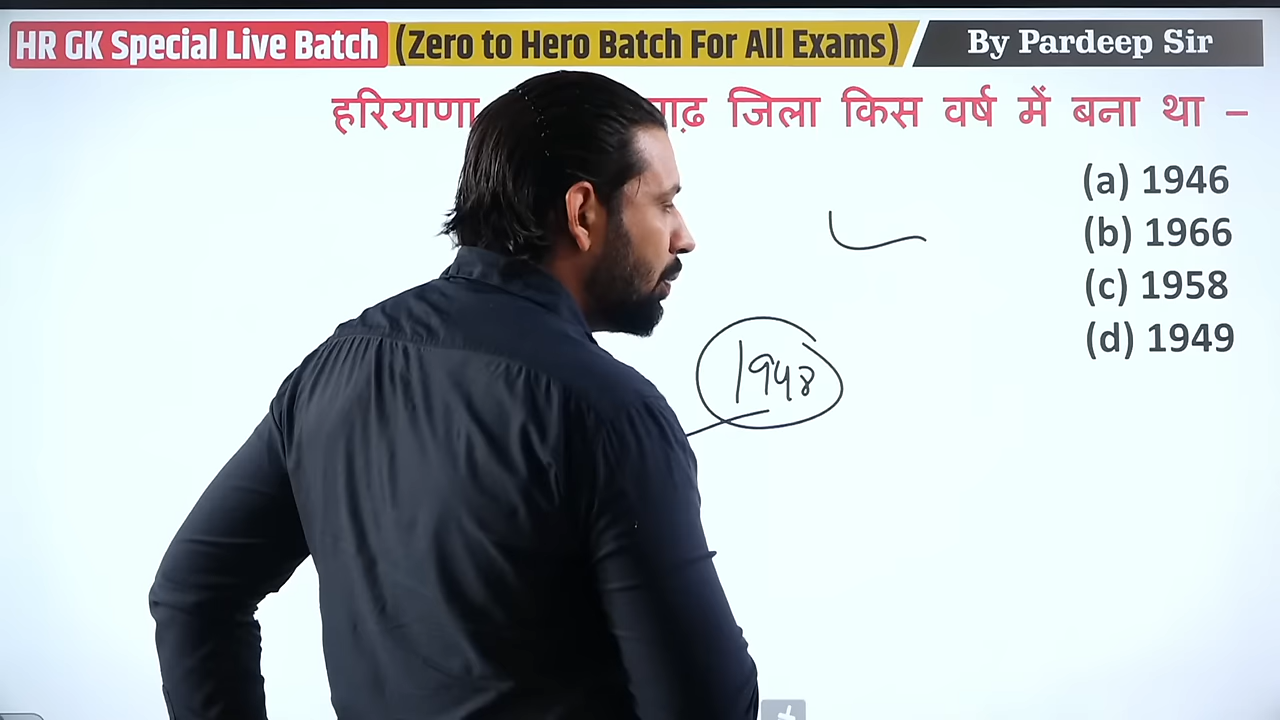 HR GK Special Live Batch (Zero to Hero Batch For All Exams) By Pardeep Sir
हरियाणा जिला किस वर्ष में बना था –
(a) 1946
(b) 1966
(c) 1958
(d) 1949
1948